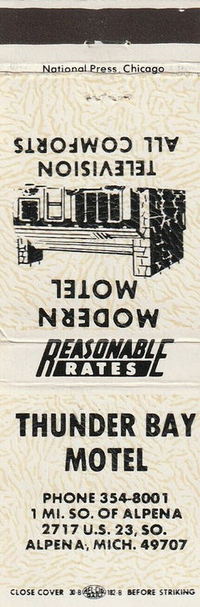 National Press, Chicago
ALL COMFORTS
TELEVISION
MOTEL
MODERN
REASONABLE
RATES
THUNDER BAY
MOTEL
PHONE 354-8001
1 MI. SO. OF ALPENA
2717 U.S. 23, SO.
ALPENA, MICH. 49707
CLOSE COVER BEFORE STRIKING